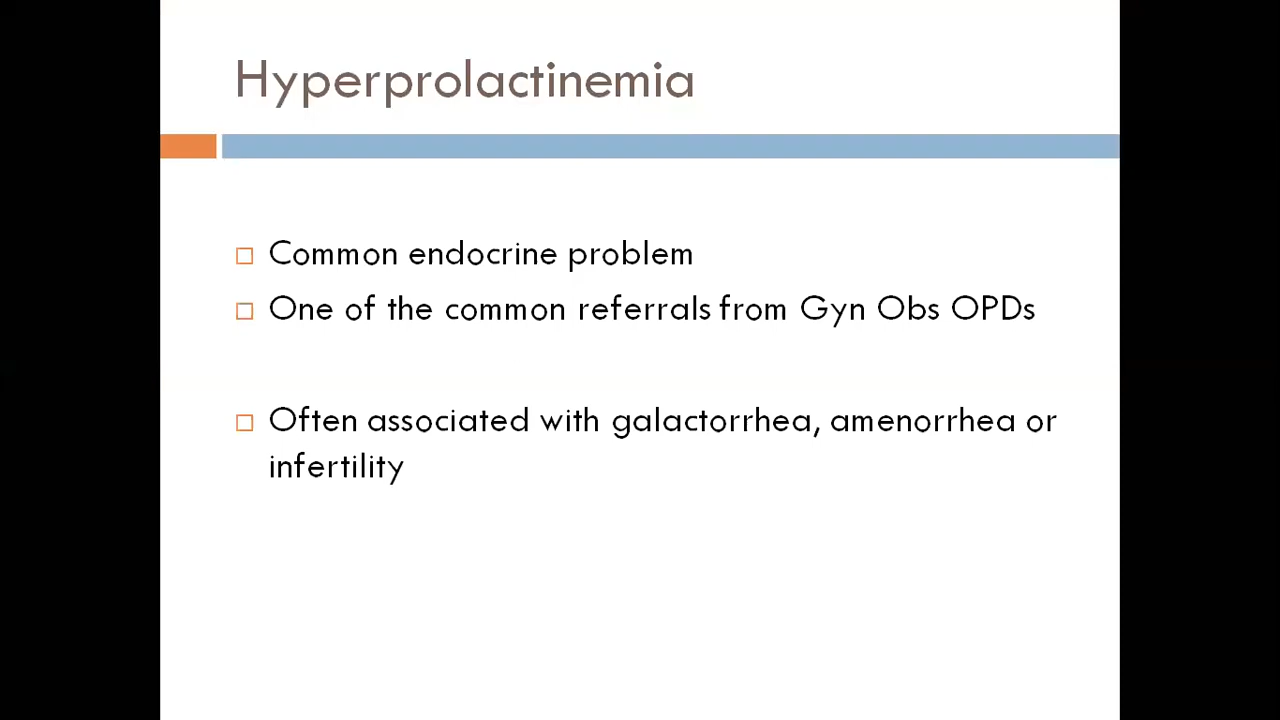 Hyperprolactinemia
Common endocrine problem
One of the common referrals from Gyn Obs OPDs
Often associated with galactorrhea, amenorrhea or
infertility